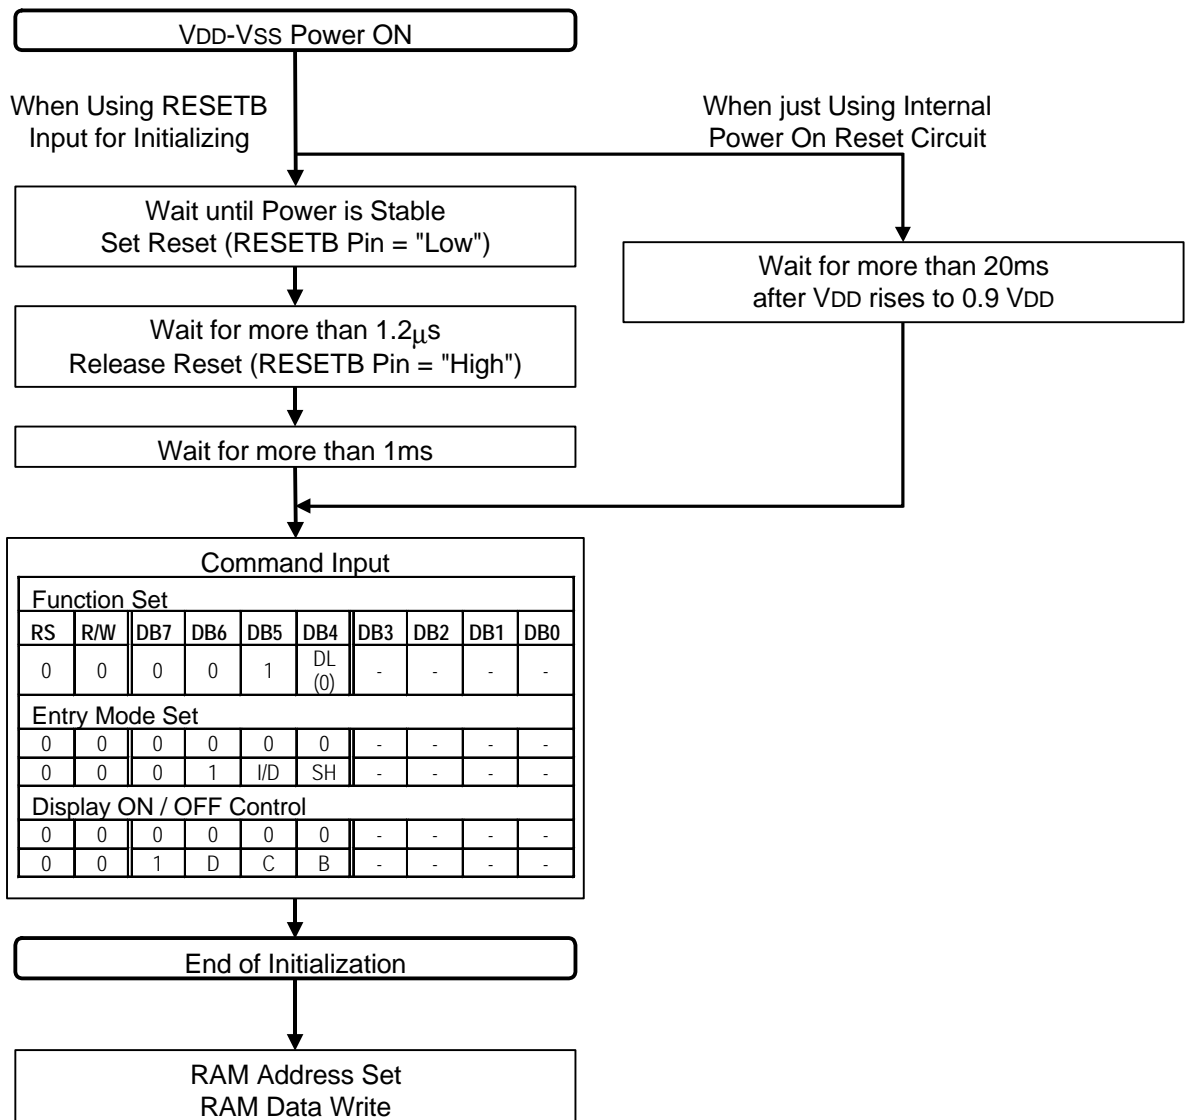 VDD-VSS Power ON
When Using RESETB
Input for Initializing
When just Using Internal
Power On Reset Circuit
Wait until Power is Stable
Set Reset (RESETB Pin = "Low")
Wait for more than 20ms
after VDD rises to 0.9 VDD
Wait for more than 1.2μs
Release Reset (RESETB Pin = "High")
Wait for more than 1ms
Command Input
Function Set
RS R/W DB7 DB6 DB5 DB4 DB3 DB2 DB1 DB0
0 0 0 0 1 DL (0) - - - -
Entry Mode Set
0 0 0 0 0 0 - - - -
0 0 0 1 I/D SH - - - -
Display ON / OFF Control
0 0 0 0 0 0 - - - -
0 0 1 D C B - - - -
End of Initialization
RAM Address Set
RAM Data Write